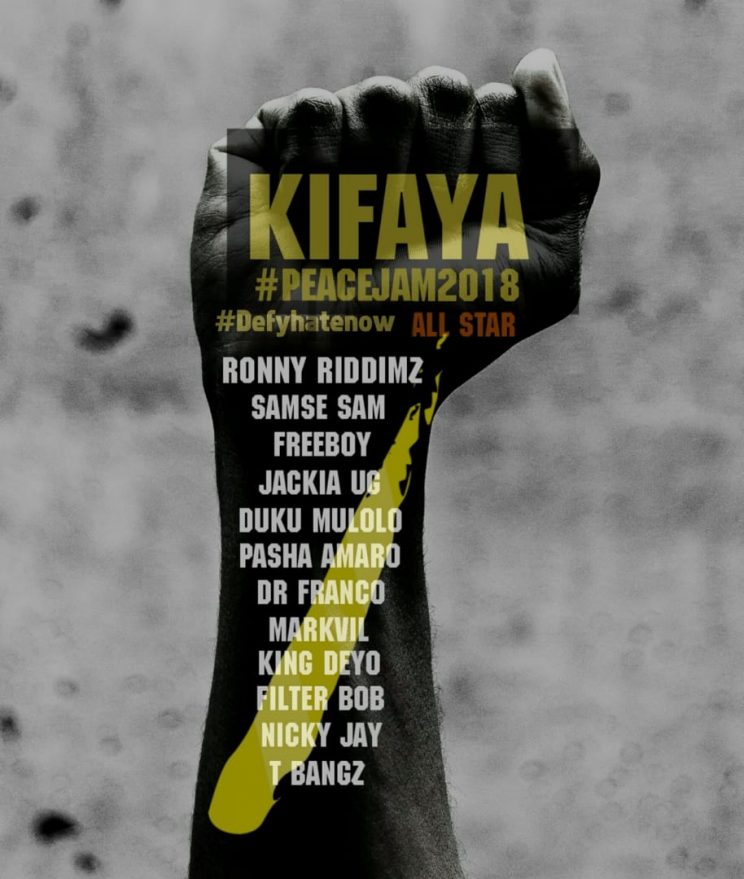 KIFAYA
#PEACEJAM2018
#Defyhatenow ALL STAR
RONNY RIDDIMZ
SAMSE SAM
FREEBOY
JACKIA UG
DUKU MULOLO
PASHA AMARO
DR FRANCO
MARKVIL
KING DEYO
FILTER BOB
NICKY JAY
T BANGZ